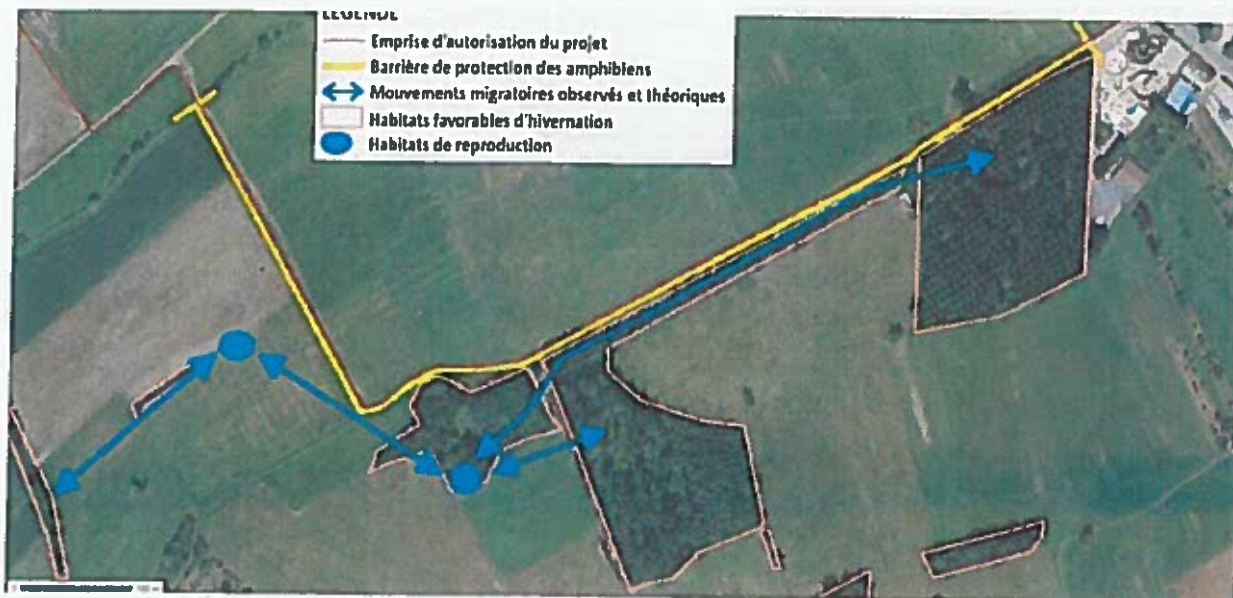 LEGENDE
Emprise d'autorisation du projet
Barrière de protection des amphibiens
Mouvements migratoires observés et théoriques
Habitats favorables d'hivernation
Habitats de reproduction